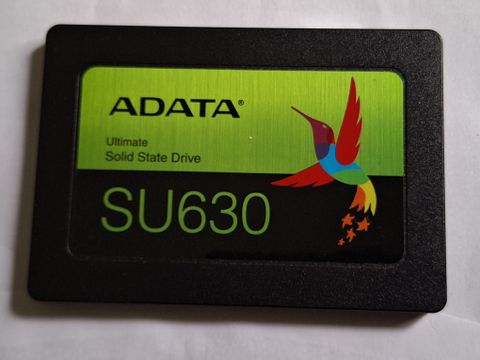 ADATA®
Ultimate
Solid State Drive
SU630